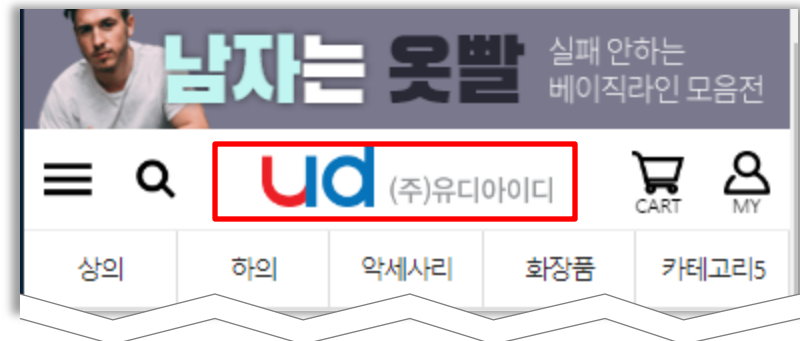 남자는 옷빨
실패 안하는
베이직라인 모음전
ud (주)유디아이디
CART
MY
상의 하의 악세사리 화장품 카테고리5